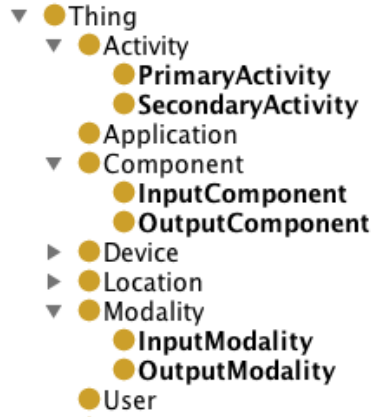 Thing
Activity
PrimaryActivity
SecondaryActivity
Application
Component
InputComponent
OutputComponent
Device
Location
Modality
InputModality
OutputModality
User